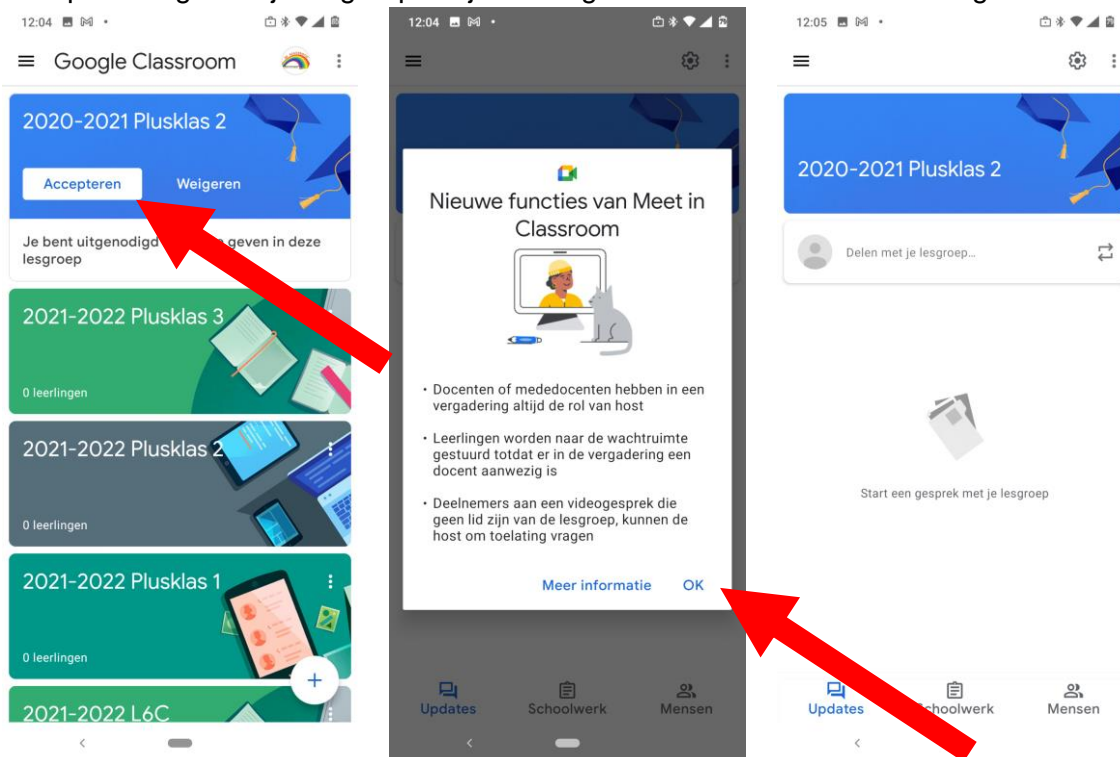 12:04
Google Classroom
2020-2021 Plusklas 2
Accepteren Weigeren
Je bent uitgenodigd geven in deze
lesgroep
2021-2022 Plusklas 3
0 leerlingen
2021-2022 Plusklas 2
0 leerlingen
2021-2022 Plusklas 1
0 leerlingen
+
2021-2022 L6C
12:04
Nieuwe functies van Meet in
Classroom
• Docenten of mededocenten hebben in een
vergadering altijd de rol van host
• Leerlingen worden naar de wachtruimte
gestuurd totdat er in de vergadering een
docent aanwezig is
• Deelnemers aan een videogesprek die
geen lid zijn van de lesgroep, kunnen de
host om toelating vragen
Meer informatie OK
Updates Schoolwerk Mensen
12:05
2020-2021 Plusklas 2
Delen met je lesgroep...
Start een gesprek met je lesgroep
Updates Schoolwerk Mensen